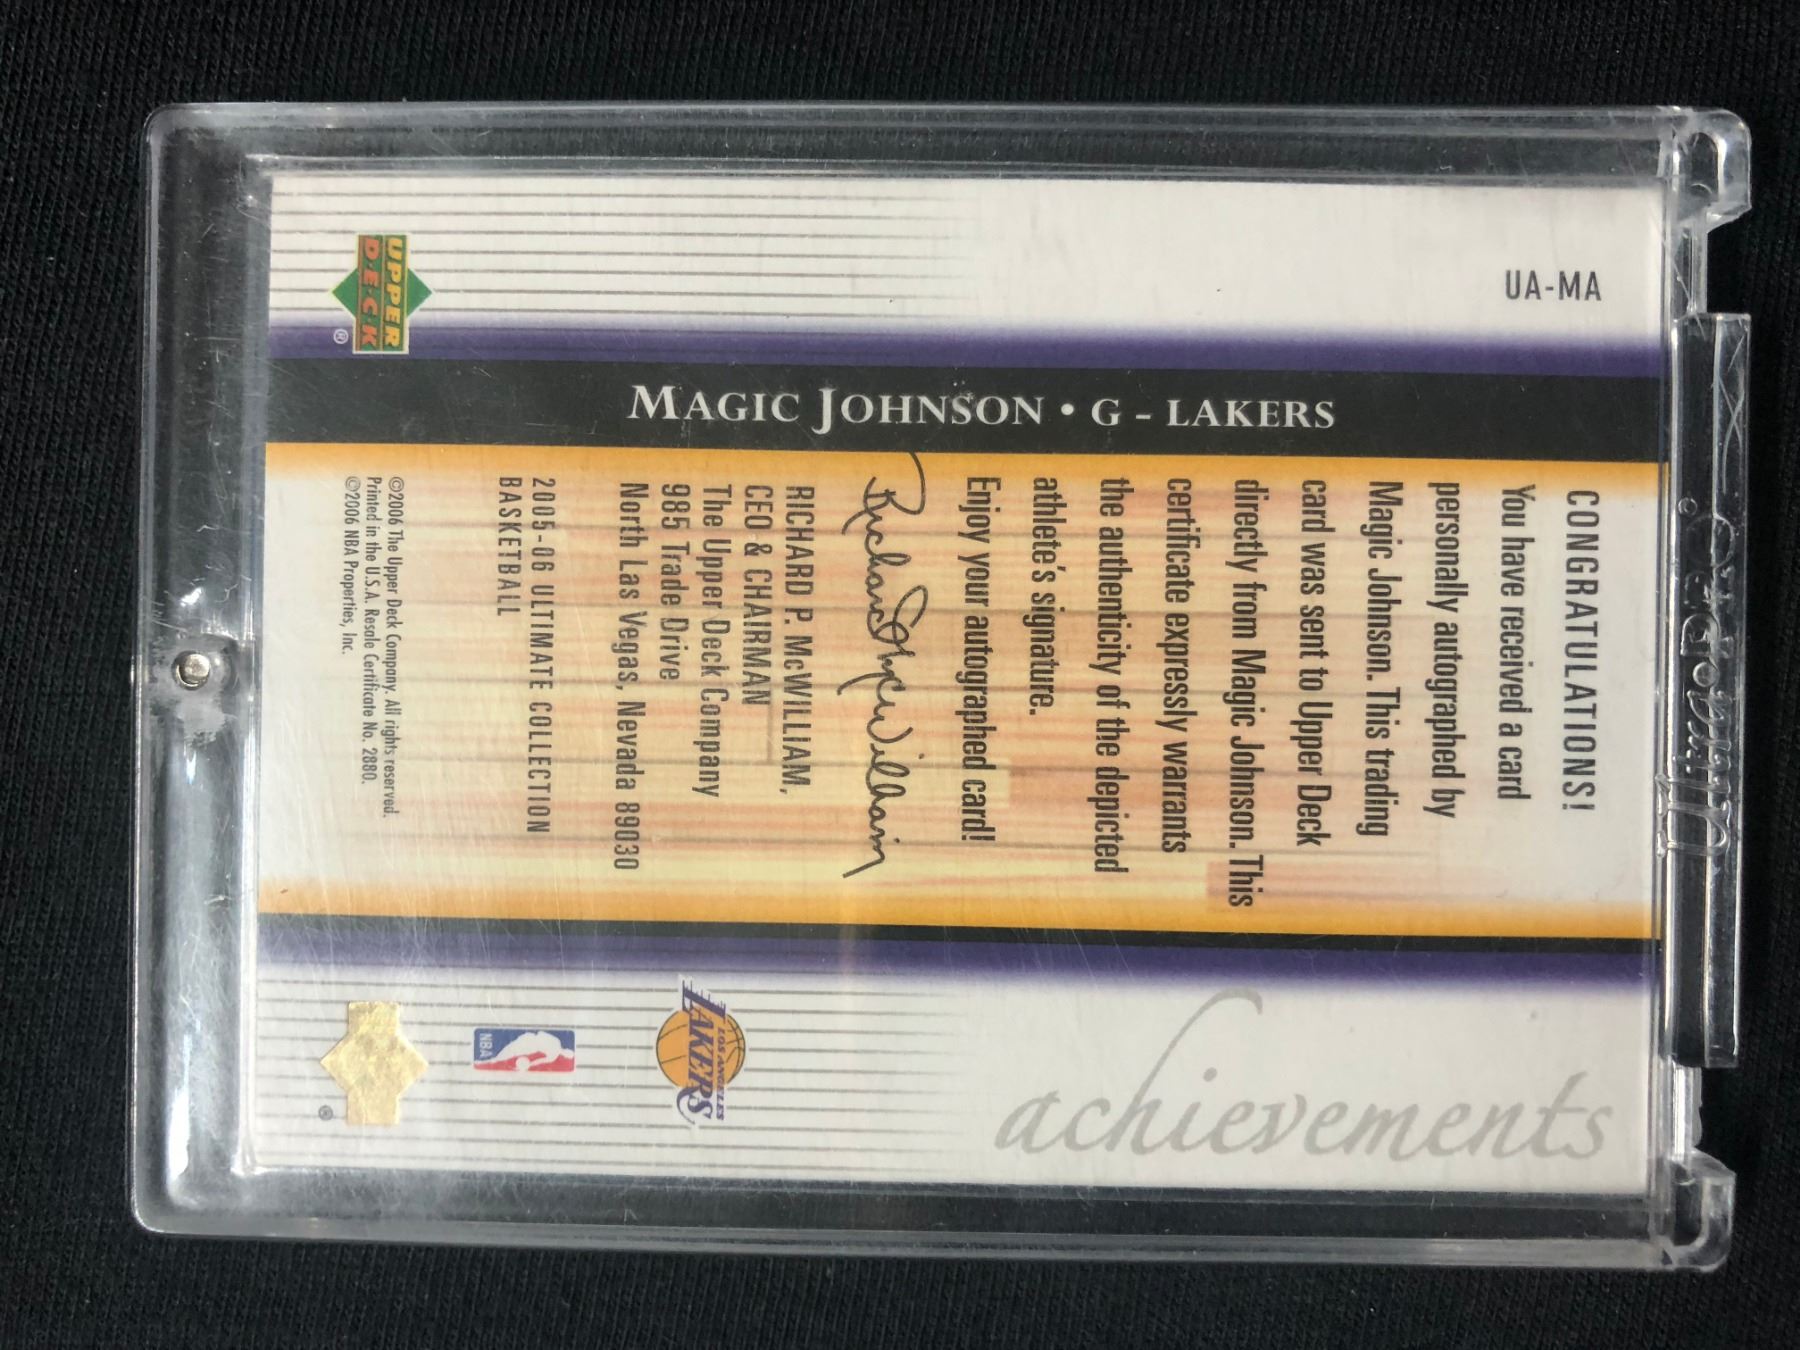 UA-MA
MAGIC JOHNSON • G - LAKERS
CONGRATULATIONS!
You have received a card
personally autographed by
Magic Johnson. This trading
card was sent to Upper Deck
directly from Magic Johnson. This
certificate expressly warrants
the authenticity of the depicted
athlete's signature.
Enjoy your autographed card!
Richard P. McWilliam
RICHARD P. McWILLIAM,
CEO & CHAIRMAN
The Upper Deck Company
985 Trade Drive
North Las Vegas, Nevada 89030
2005-06 ULTIMATE COLLECTION
BASKETBALL
©2006 The Upper Deck Company. All rights reserved.
Printed in the U.S.A. Resale Certificate No. 2880.
©2006 NBA Properties, Inc.
UPPER
DECK
®
achievements
LOS ANGELES
LAKERS
NBA
®